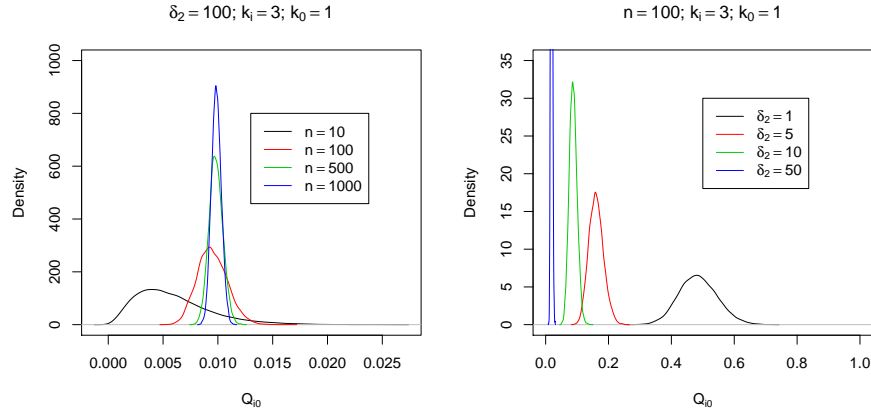 δ₂ = 100; kᵢ = 3; k₀ = 1
Density
1000
800
600
400
200
0
n = 10
n = 100
n = 500
n = 1000
0.000 0.005 0.010 0.015 0.020 0.025
Qᵢ₀
n = 100; kᵢ = 3; k₀ = 1
Density
35
30
25
20
15
10
5
0
δ₂ = 1
δ₂ = 5
δ₂ = 10
δ₂ = 50
0.0 0.2 0.4 0.6 0.8 1.0
Qᵢ₀